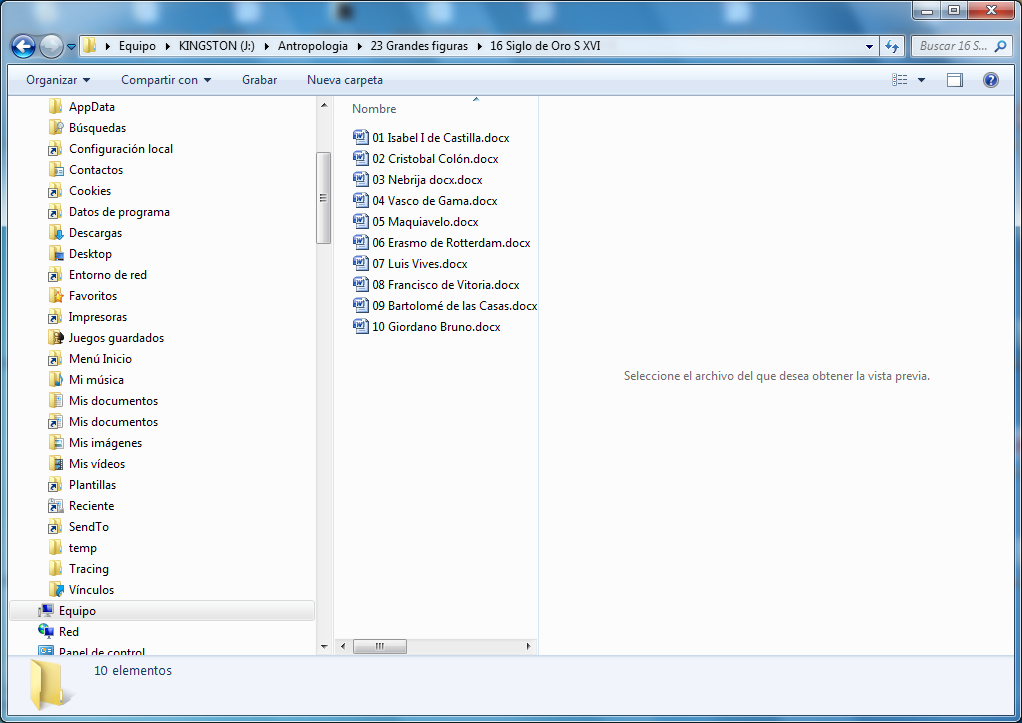 Equipo ▸ KINGSTON (J:) ▸ Antropologia ▸ 23 Grandes figuras ▸ 16 Siglo de Oro S XVI
Buscar 16 S...
Organizar Compartir con Grabar Nueva carpeta
AppData
Búsquedas
Configuración local
Contactos
Cookies
Datos de programa
Descargas
Desktop
Entorno de red
Favoritos
Impresoras
Juegos guardados
Menú Inicio
Mi música
Mis documentos
Mis documentos
Mis imágenes
Mis vídeos
Plantillas
Reciente
SendTo
temp
Tracing
Vínculos
Equipo
Red
Panel de control
Nombre
01 Isabel I de Castilla.docx
02 Cristobal Colón.docx
03 Nebrija docx.docx
04 Vasco de Gama.docx
05 Maquiavelo.docx
06 Erasmo de Rotterdam.docx
07 Luis Vives.docx
08 Francisco de Vitoria.docx
09 Bartolomé de las Casas.docx
10 Giordano Bruno.docx
Seleccione el archivo del que desea obtener la vista previa.
10 elementos